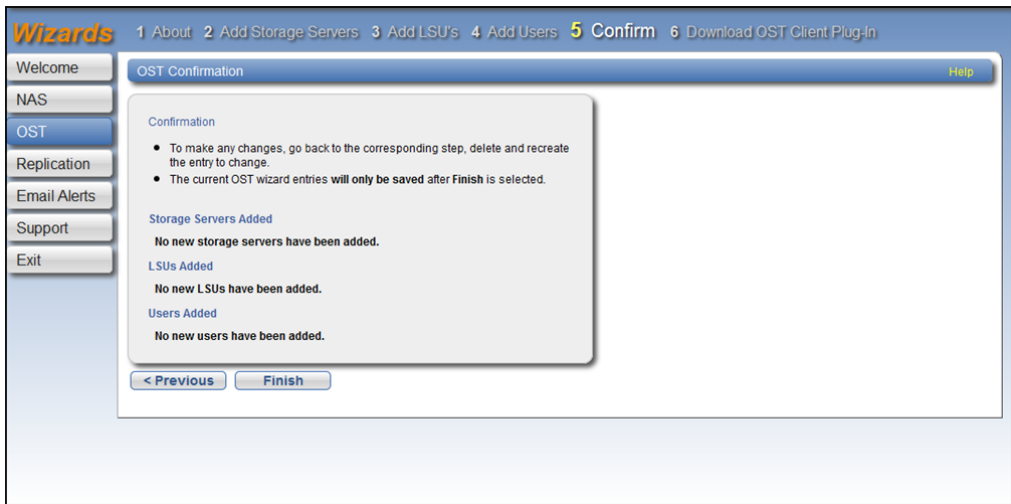 Wizards 1 About 2 Add Storage Servers 3 Add LSU's 4 Add Users 5 Confirm 6 Download OST Client Plug-In
Welcome
NAS
OST
Replication
Email Alerts
Support
Exit
OST Confirmation Help
Confirmation
• To make any changes, go back to the corresponding step, delete and recreate
the entry to change.
• The current OST wizard entries will only be saved after Finish is selected.
Storage Servers Added
No new storage servers have been added.
LSUs Added
No new LSUs have been added.
Users Added
No new users have been added.
< Previous Finish